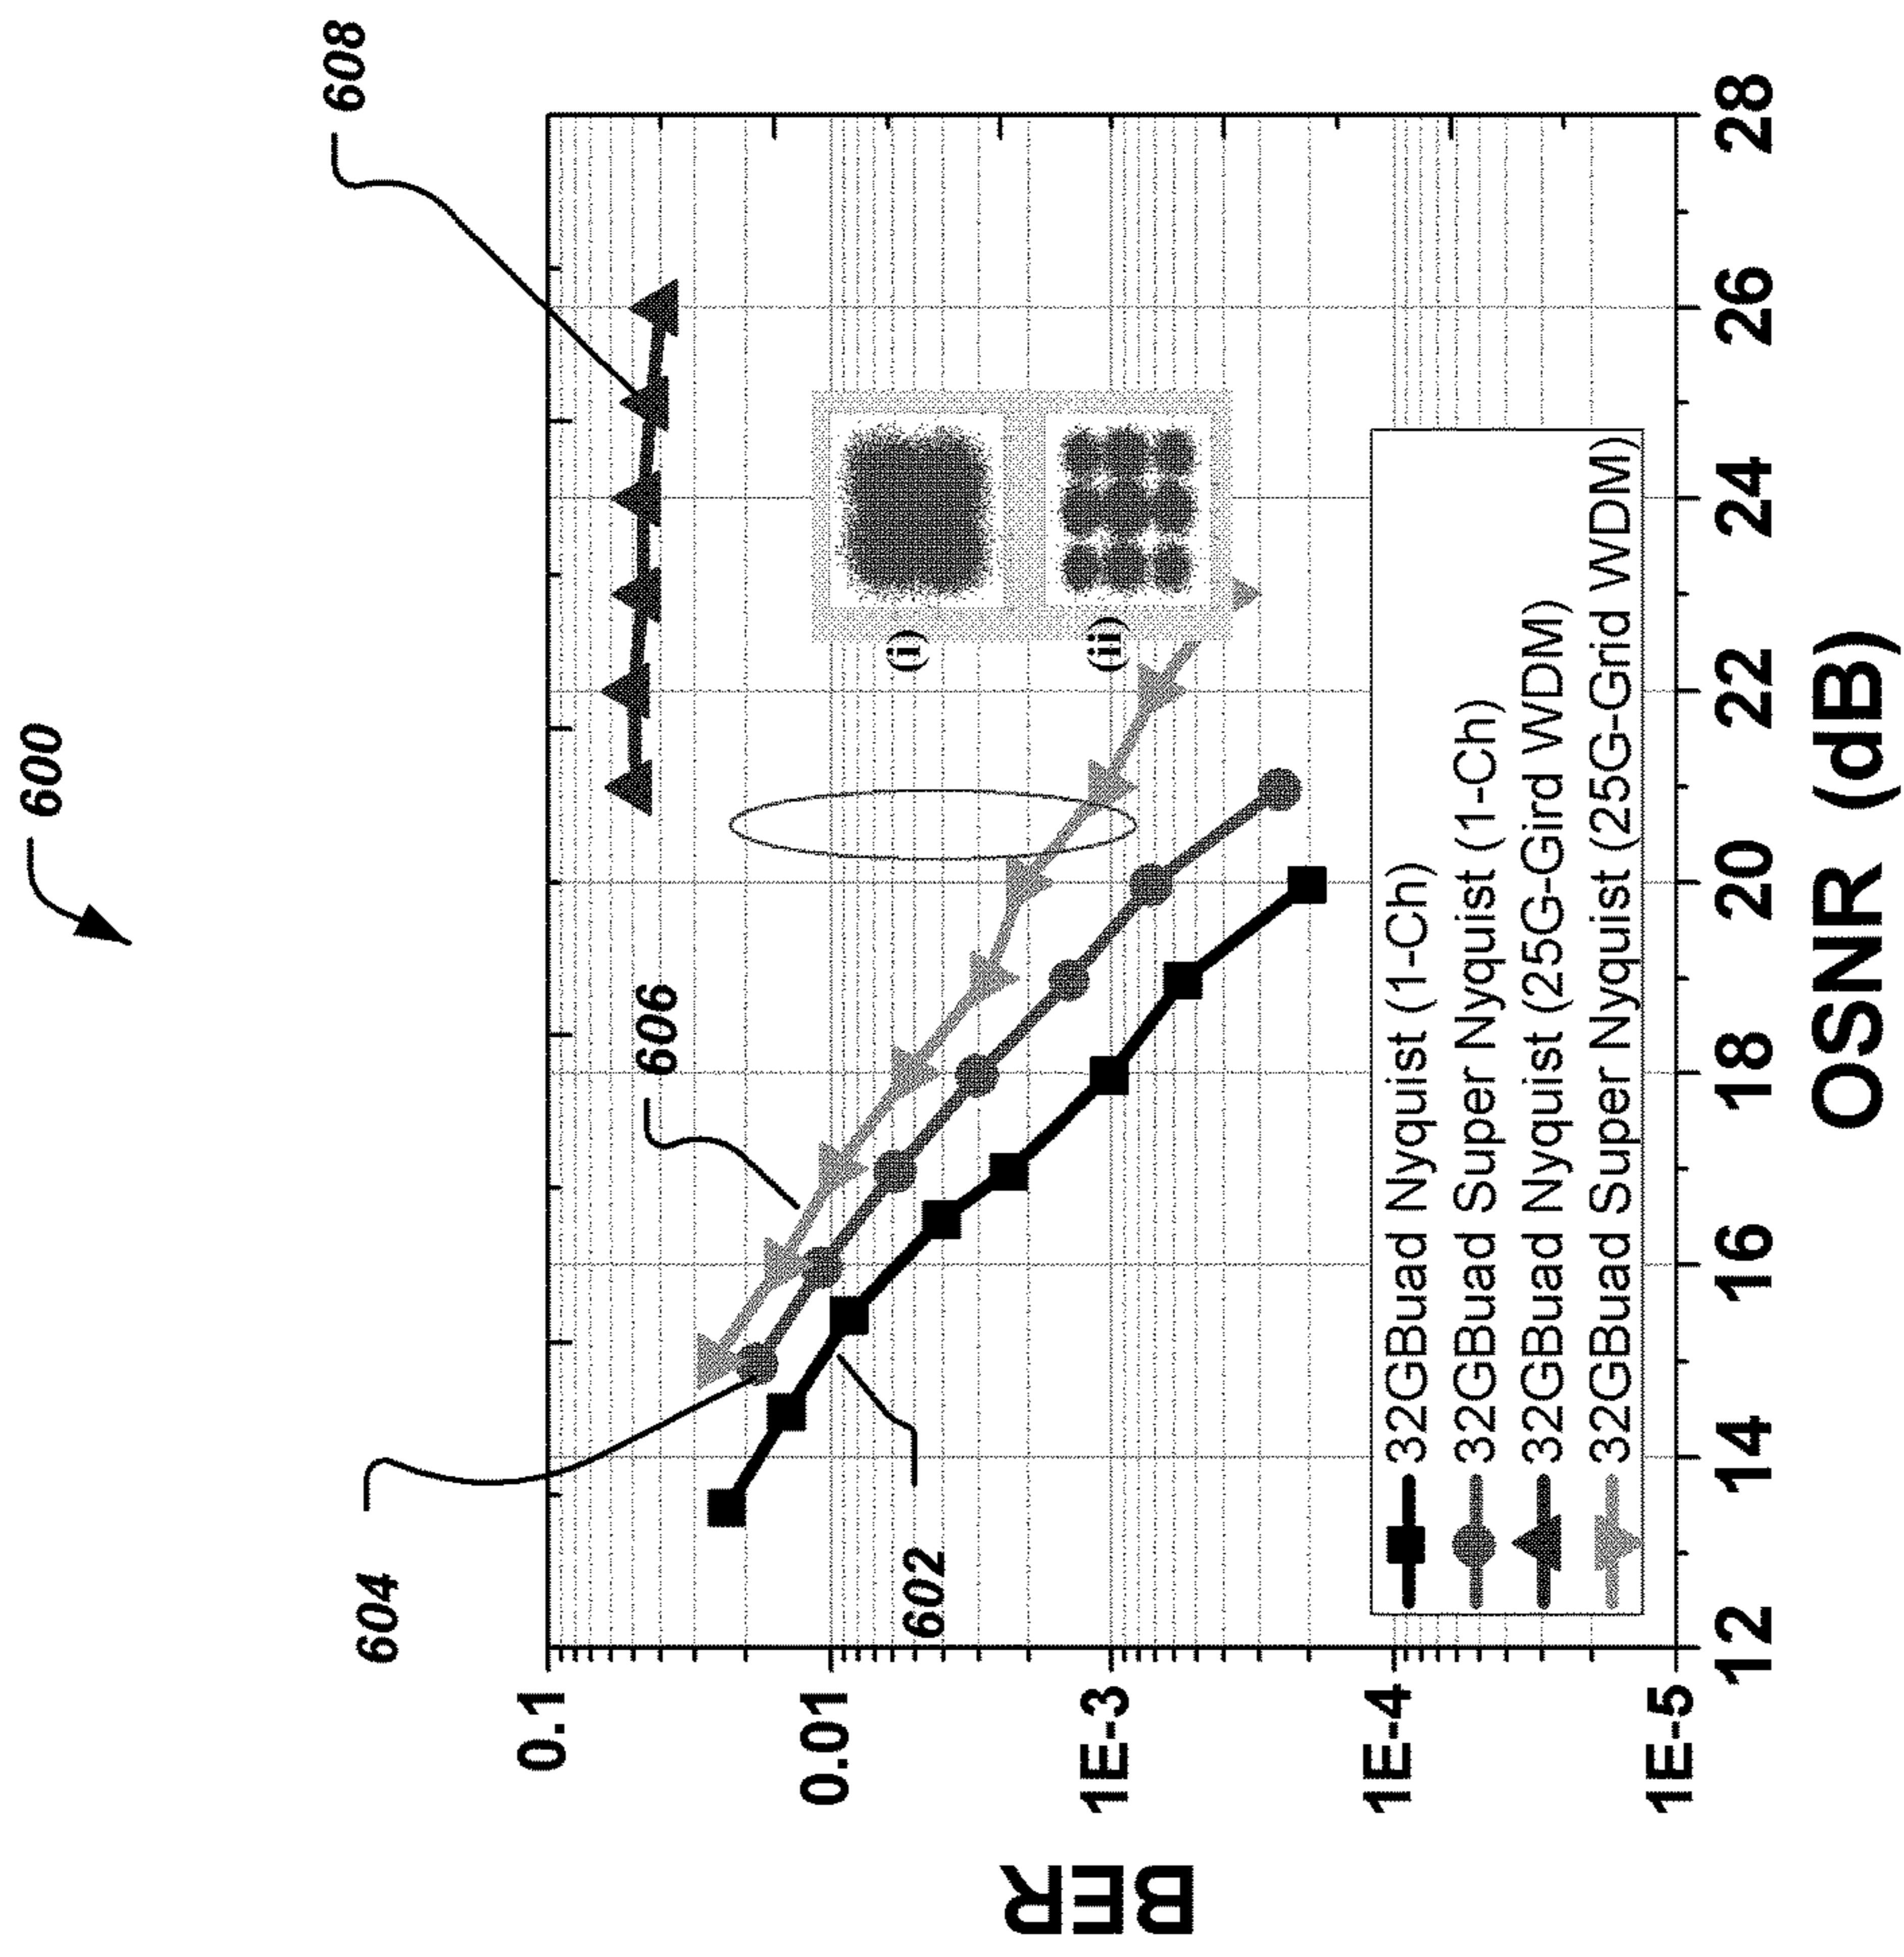 600
608
606
604
602
BER
0.1
0.01
1E-3
1E-4
1E-5
(i)
(ii)
32GBuad Nyquist (1-Ch)
32GBuad Super Nyquist (1-Ch)
32GBuad Nyquist (25G-Gird WDM)
32GBuad Super Nyquist (25G-Grid WDM)
12 14 16 18 20 22 24 26 28
OSNR (dB)